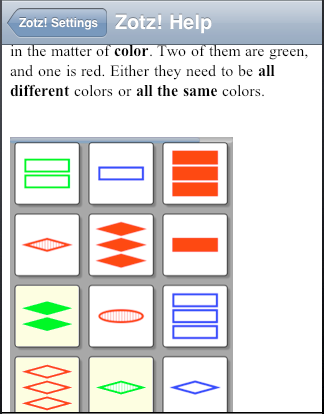 Zotz! Settings
Zotz! Help
in the matter of color. Two of them are green,
and one is red. Either they need to be all
different colors or all the same colors.